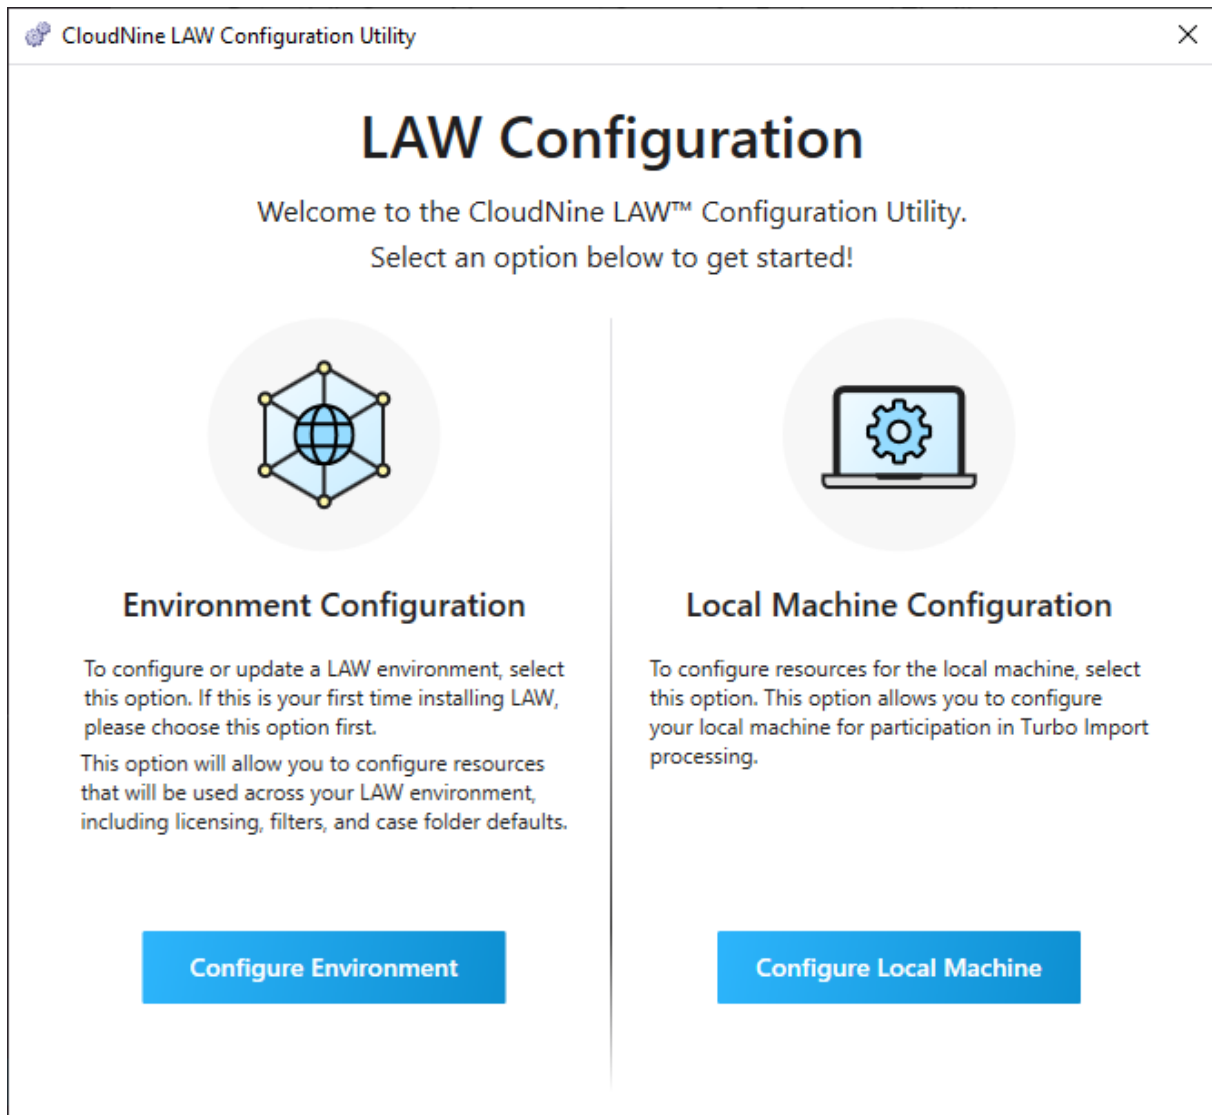 CloudNine LAW Configuration Utility
LAW Configuration
Welcome to the CloudNine LAW™ Configuration Utility.
Select an option below to get started!
Environment Configuration
To configure or update a LAW environment, select
this option. If this is your first time installing LAW,
please choose this option first.
This option will allow you to configure resources
that will be used across your LAW environment,
including licensing, filters, and case folder defaults.
Configure Environment
Local Machine Configuration
To configure resources for the local machine, select
this option. This option allows you to configure
your local machine for participation in Turbo Import
processing.
Configure Local Machine